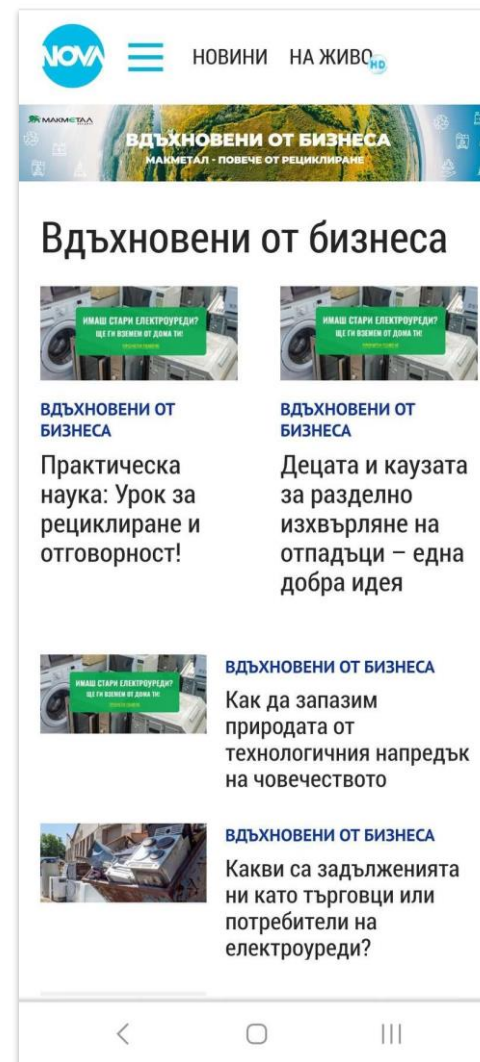 NOVA
НОВИНИ НА ЖИВО HD
МАКМЕТАЛ
ВДЪХНОВЕНИ ОТ БИЗНЕСА
МАКМЕТАЛ - ПОВЕЧЕ ОТ РЕЦИКЛИРАНЕ
Вдъхновени от бизнеса
ИМАШ СТАРИ ЕЛЕКТРОУРЕДИ?
ЩЕ ГИ ВЗЕМЕМ ОТ ДОМА ТИ!
ВДЪХНОВЕНИ ОТ
БИЗНЕСА
Практическа
наука: Урок за
рециклиране и
отговорност!
ИМАШ СТАРИ ЕЛЕКТРОУРЕДИ?
ЩЕ ГИ ВЗЕМЕМ ОТ ДОМА ТИ!
ВДЪХНОВЕНИ ОТ
БИЗНЕСА
Децата и каузата
за разделно
изхвърляне на
отпадъци – една
добра идея
ИМАШ СТАРИ ЕЛЕКТРОУРЕДИ?
ЩЕ ГИ ВЗЕМЕМ ОТ ДОМА ТИ!
ВДЪХНОВЕНИ ОТ БИЗНЕСА
Как да запазим
природата от
технологичния напредък
на човечеството
ВДЪХНОВЕНИ ОТ БИЗНЕСА
Какви са задълженията
ни като търговци или
потребители на
електроуреди?